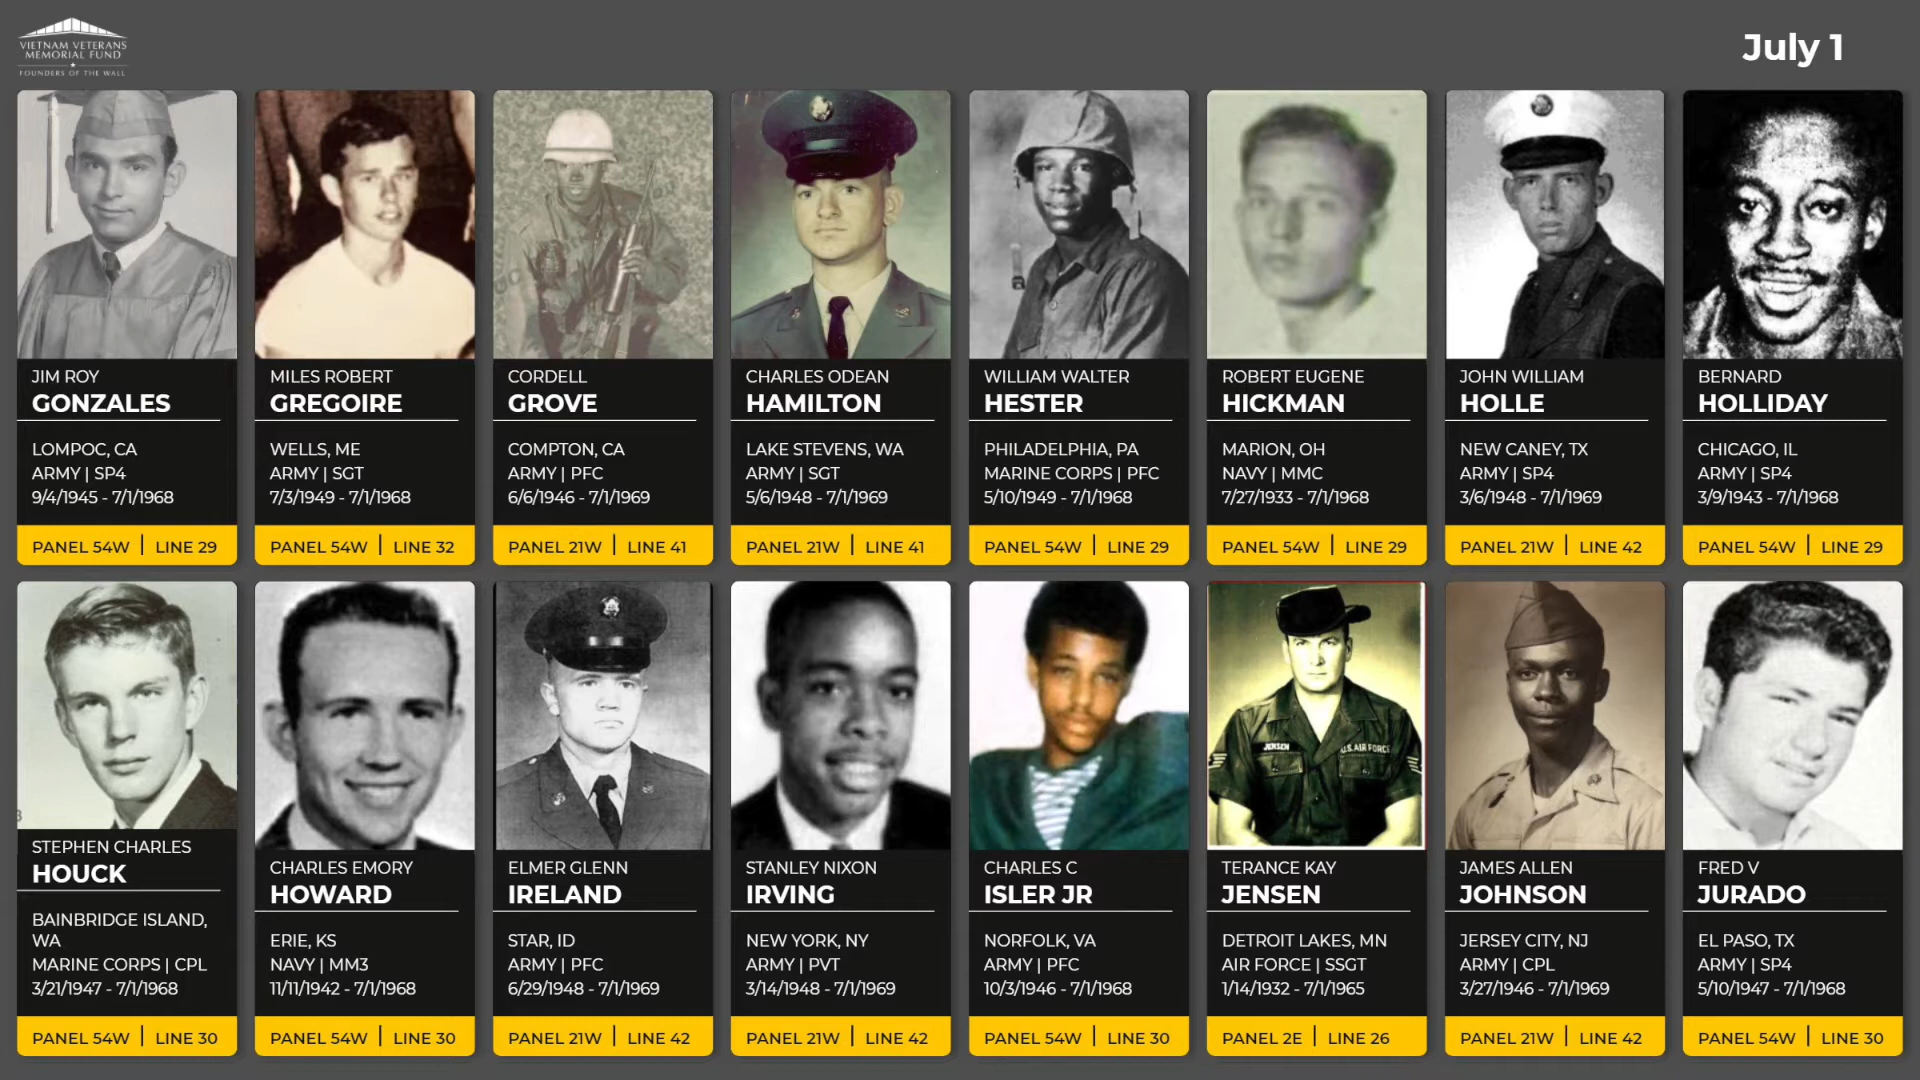 VIETNAM VETERANS
MEMORIAL FUND
FOUNDERS OF THE WALL
July 1
JIM ROY
GONZALES
LOMPOC, CA
ARMY | SP4
9/4/1945 - 7/1/1968
PANEL 54W | LINE 29
MILES ROBERT
GREGOIRE
WELLS, ME
ARMY | SGT
7/3/1949 - 7/1/1968
PANEL 54W | LINE 32
CORDELL
GROVE
COMPTON, CA
ARMY | PFC
6/6/1946 - 7/1/1969
PANEL 21W | LINE 41
CHARLES ODEAN
HAMILTON
LAKE STEVENS, WA
ARMY | SGT
5/6/1948 - 7/1/1969
PANEL 21W | LINE 41
WILLIAM WALTER
HESTER
PHILADELPHIA, PA
MARINE CORPS | PFC
5/10/1949 - 7/1/1968
PANEL 54W | LINE 29
ROBERT EUGENE
HICKMAN
MARION, OH
NAVY | MMC
7/27/1933 - 7/1/1968
PANEL 54W | LINE 29
JOHN WILLIAM
HOLLE
NEW CANEY, TX
ARMY | SP4
3/6/1948 - 7/1/1969
PANEL 21W | LINE 42
BERNARD
HOLLIDAY
CHICAGO, IL
ARMY | SP4
3/9/1943 - 7/1/1968
PANEL 54W | LINE 29
STEPHEN CHARLES
HOUCK
BAINBRIDGE ISLAND,
WA
MARINE CORPS | CPL
3/21/1947 - 7/1/1968
PANEL 54W | LINE 30
CHARLES EMORY
HOWARD
ERIE, KS
NAVY | MM3
11/11/1942 - 7/1/1968
PANEL 54W | LINE 30
ELMER GLENN
IRELAND
STAR, ID
ARMY | PFC
6/29/1948 - 7/1/1969
PANEL 21W | LINE 42
STANLEY NIXON
IRVING
NEW YORK, NY
ARMY | PVT
3/14/1948 - 7/1/1969
PANEL 21W | LINE 42
CHARLES C
ISLER JR
NORFOLK, VA
ARMY | PFC
10/3/1946 - 7/1/1968
PANEL 54W | LINE 30
JENSEN
U.S. AIR FORCE
TERANCE KAY
JENSEN
DETROIT LAKES, MN
AIR FORCE | SSGT
1/14/1932 - 7/1/1965
PANEL 2E | LINE 26
JAMES ALLEN
JOHNSON
JERSEY CITY, NJ
ARMY | CPL
3/27/1946 - 7/1/1969
PANEL 21W | LINE 42
FRED V
JURADO
EL PASO, TX
ARMY | SP4
5/10/1947 - 7/1/1968
PANEL 54W | LINE 30